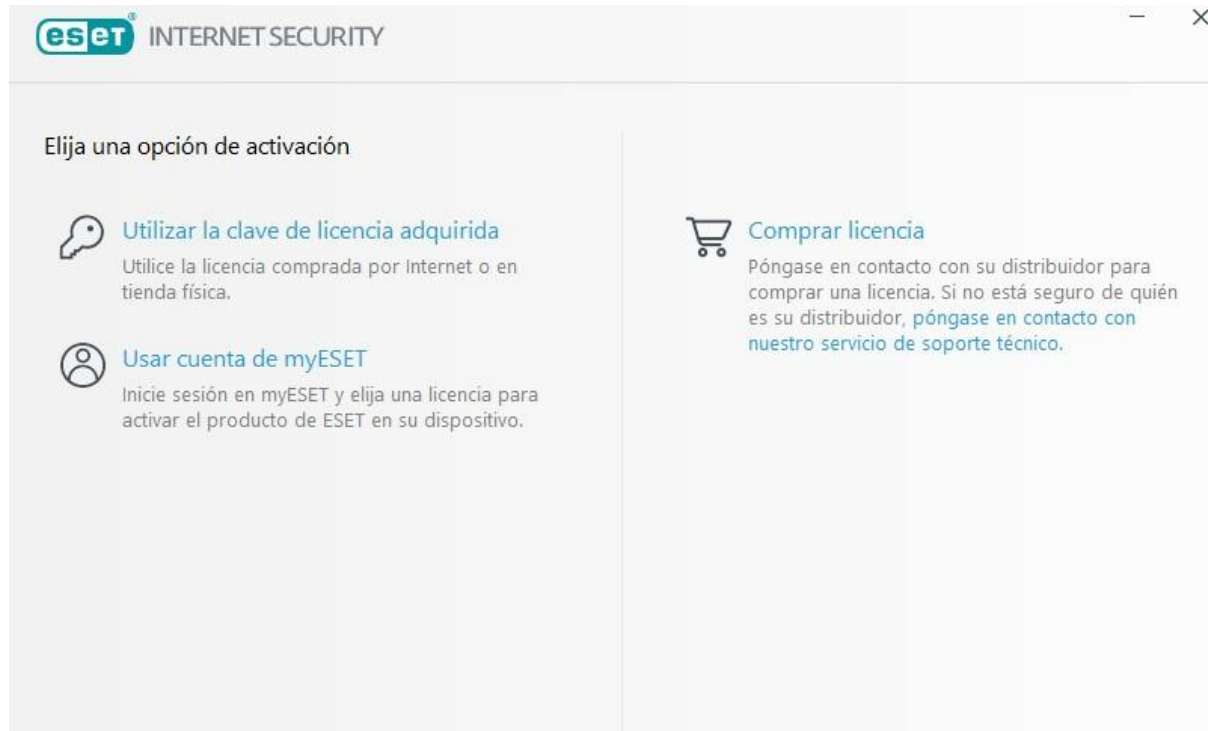 eset® INTERNET SECURITY
Elija una opción de activación
Utilizar la clave de licencia adquirida
Utilice la licencia comprada por Internet o en
tienda física.
Usar cuenta de myESET
Inicie sesión en myESET y elija una licencia para
activar el producto de ESET en su dispositivo.
Comprar licencia
Póngase en contacto con su distribuidor para
comprar una licencia. Si no está seguro de quién
es su distribuidor, póngase en contacto con
nuestro servicio de soporte técnico.